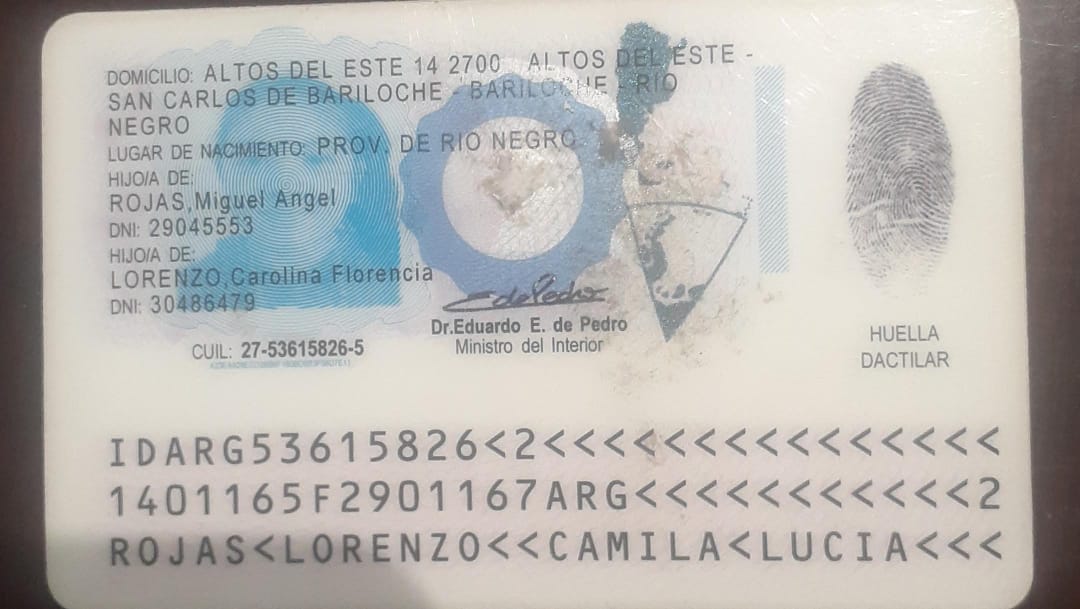 DOMICILIO: ALTOS DEL ESTE 14 2700 ALTOS DEL ESTE -
SAN CARLOS DE BARILOCHE - BARILOCHE - RIO
NEGRO
LUGAR DE NACIMIENTO: PROV. DE RIO NEGRO
HIJO/A DE:
ROJAS,Miguel Angel
DNI: 29045553
HIJO/A DE:
LORENZO,Carolina Florencia
DNI: 30486479
Dr.Eduardo E. de Pedro
Ministro del Interior
CUIL: 27-53615826-5
HUELLA
DACTILAR
IDARG53615826<2<<<<<<<<<<<<<<<
1401165F2901167ARG<<<<<<<<<<<2
ROJAS<LORENZO<<CAMILA<LUCIA<<<